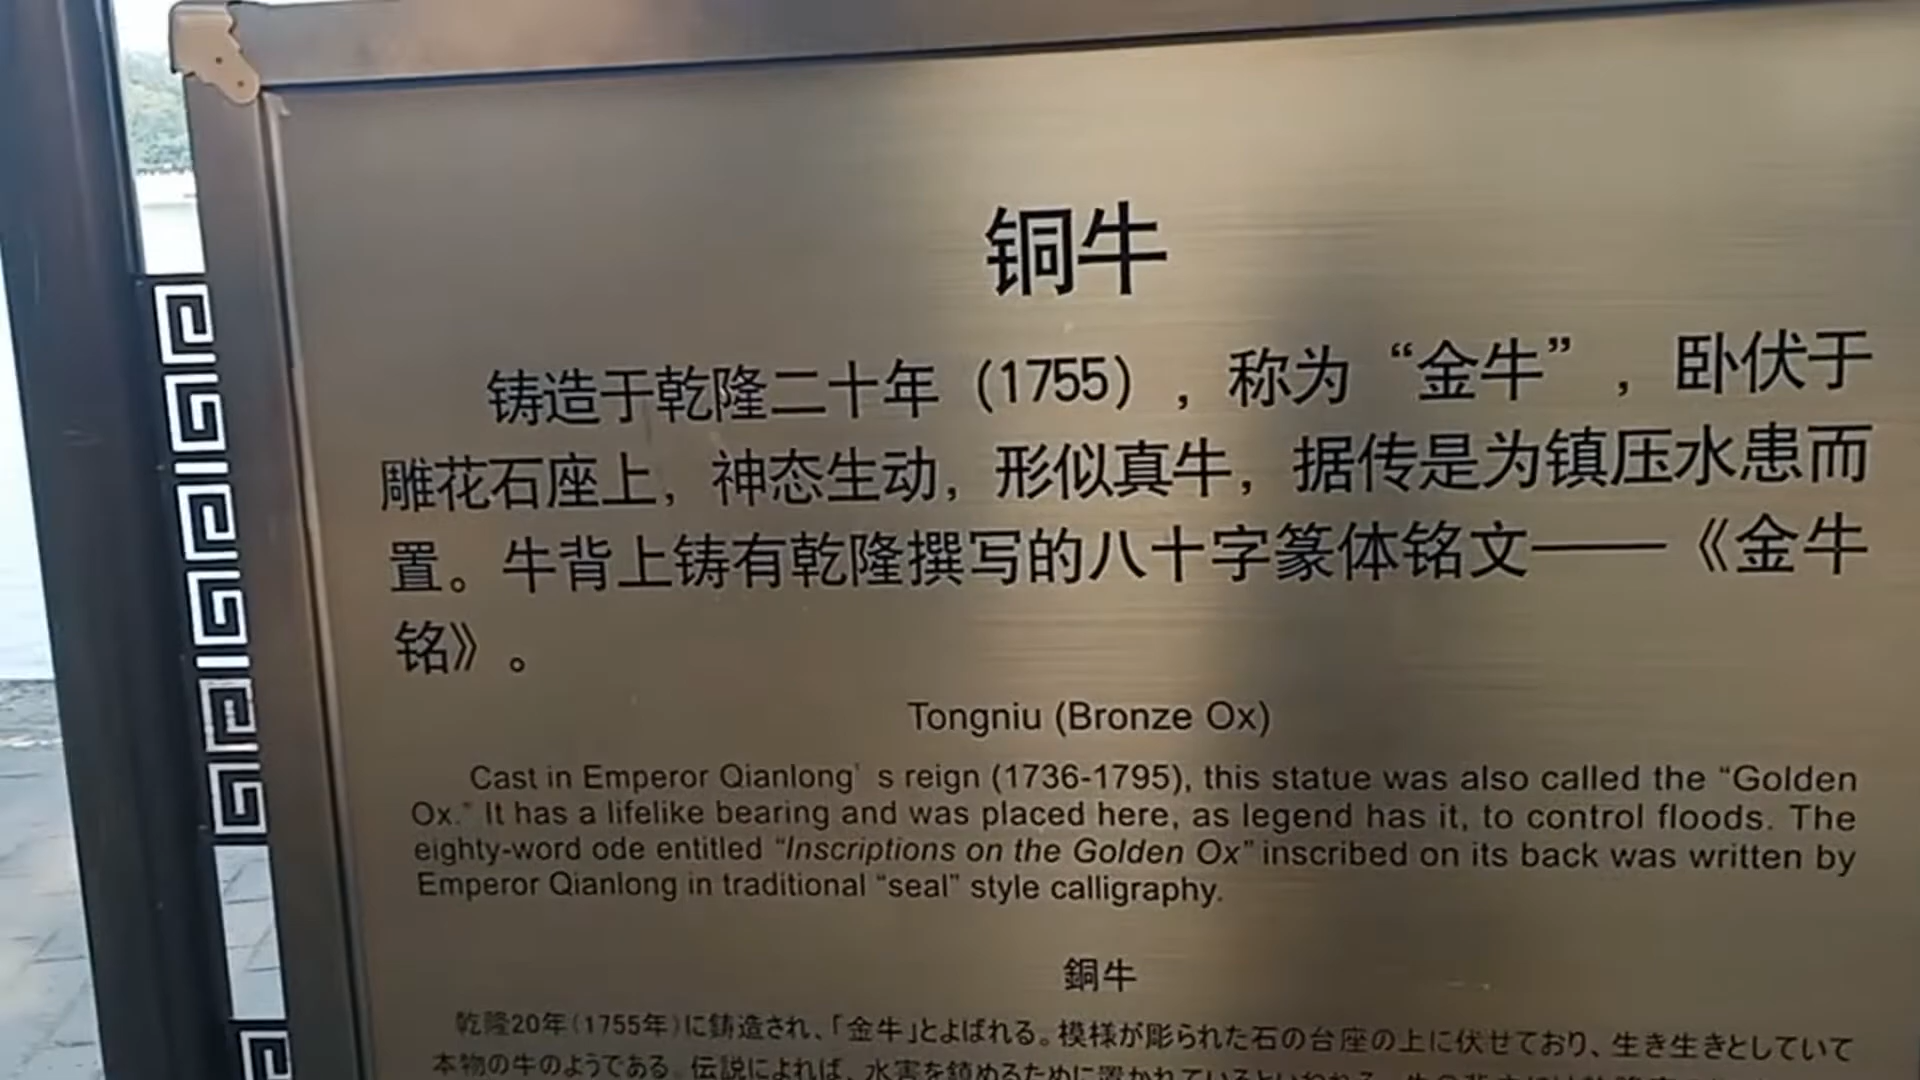 铜牛
铸造于乾隆二十年（1755），称为“金牛”，卧伏于
雕花石座上，神态生动，形似真牛，据传是为镇压水患而
置。牛背上铸有乾隆撰写的八十字篆体铭文——《金牛
铭》。
Tongniu (Bronze Ox)
Cast in Emperor Qianlong' s reign (1736-1795), this statue was also called the “Golden
Ox.” It has a lifelike bearing and was placed here, as legend has it, to control floods. The
eighty-word ode entitled “Inscriptions on the Golden Ox” inscribed on its back was written by
Emperor Qianlong in traditional “seal” style calligraphy.
銅牛
乾隆20年(1755年)に鋳造され、「金牛」とよばれる。模様が彫られた石の台座の上に伏せており、生き生きとしていて
本物の牛のようである。伝説によれば、水害を鎮めるために置かれているといわれる。